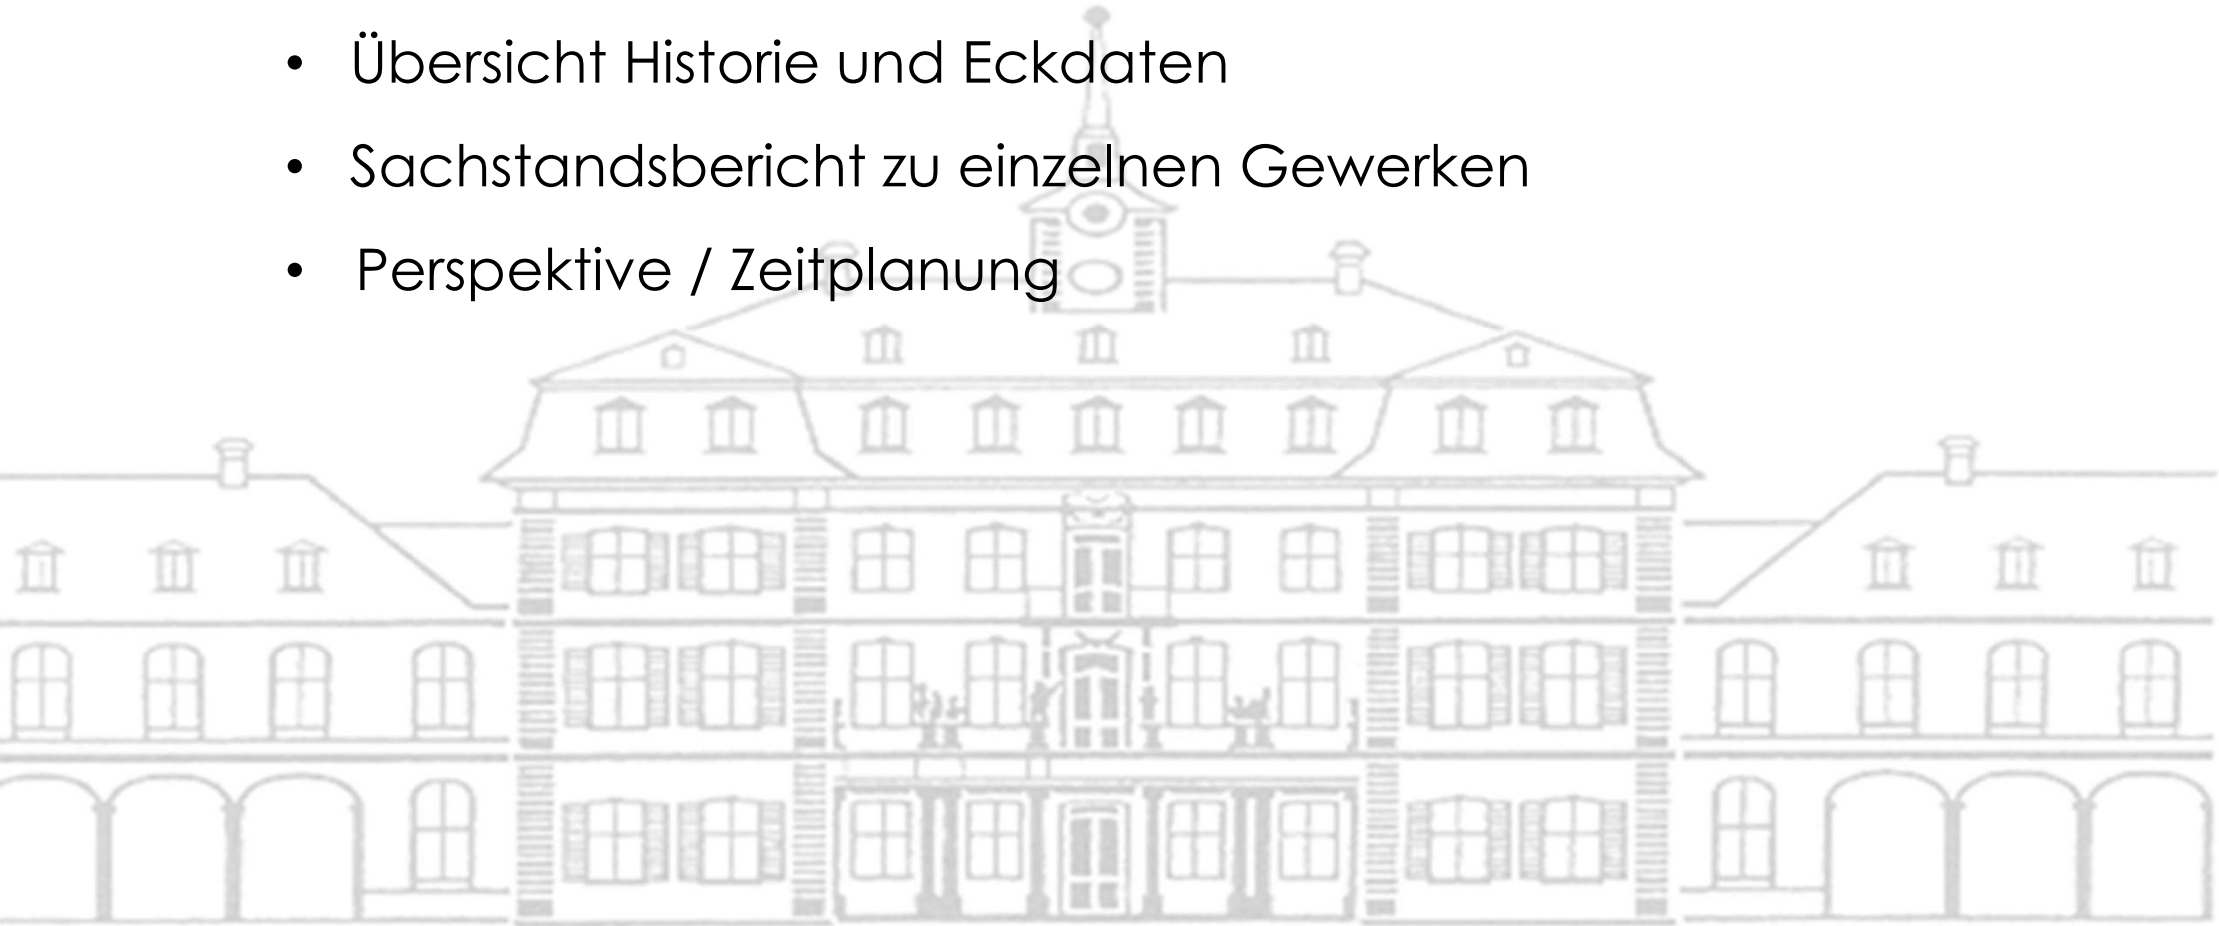 • Übersicht Historie und Eckdaten
• Sachstandsbericht zu einzelnen Gewerken
• Perspektive / Zeitplanung